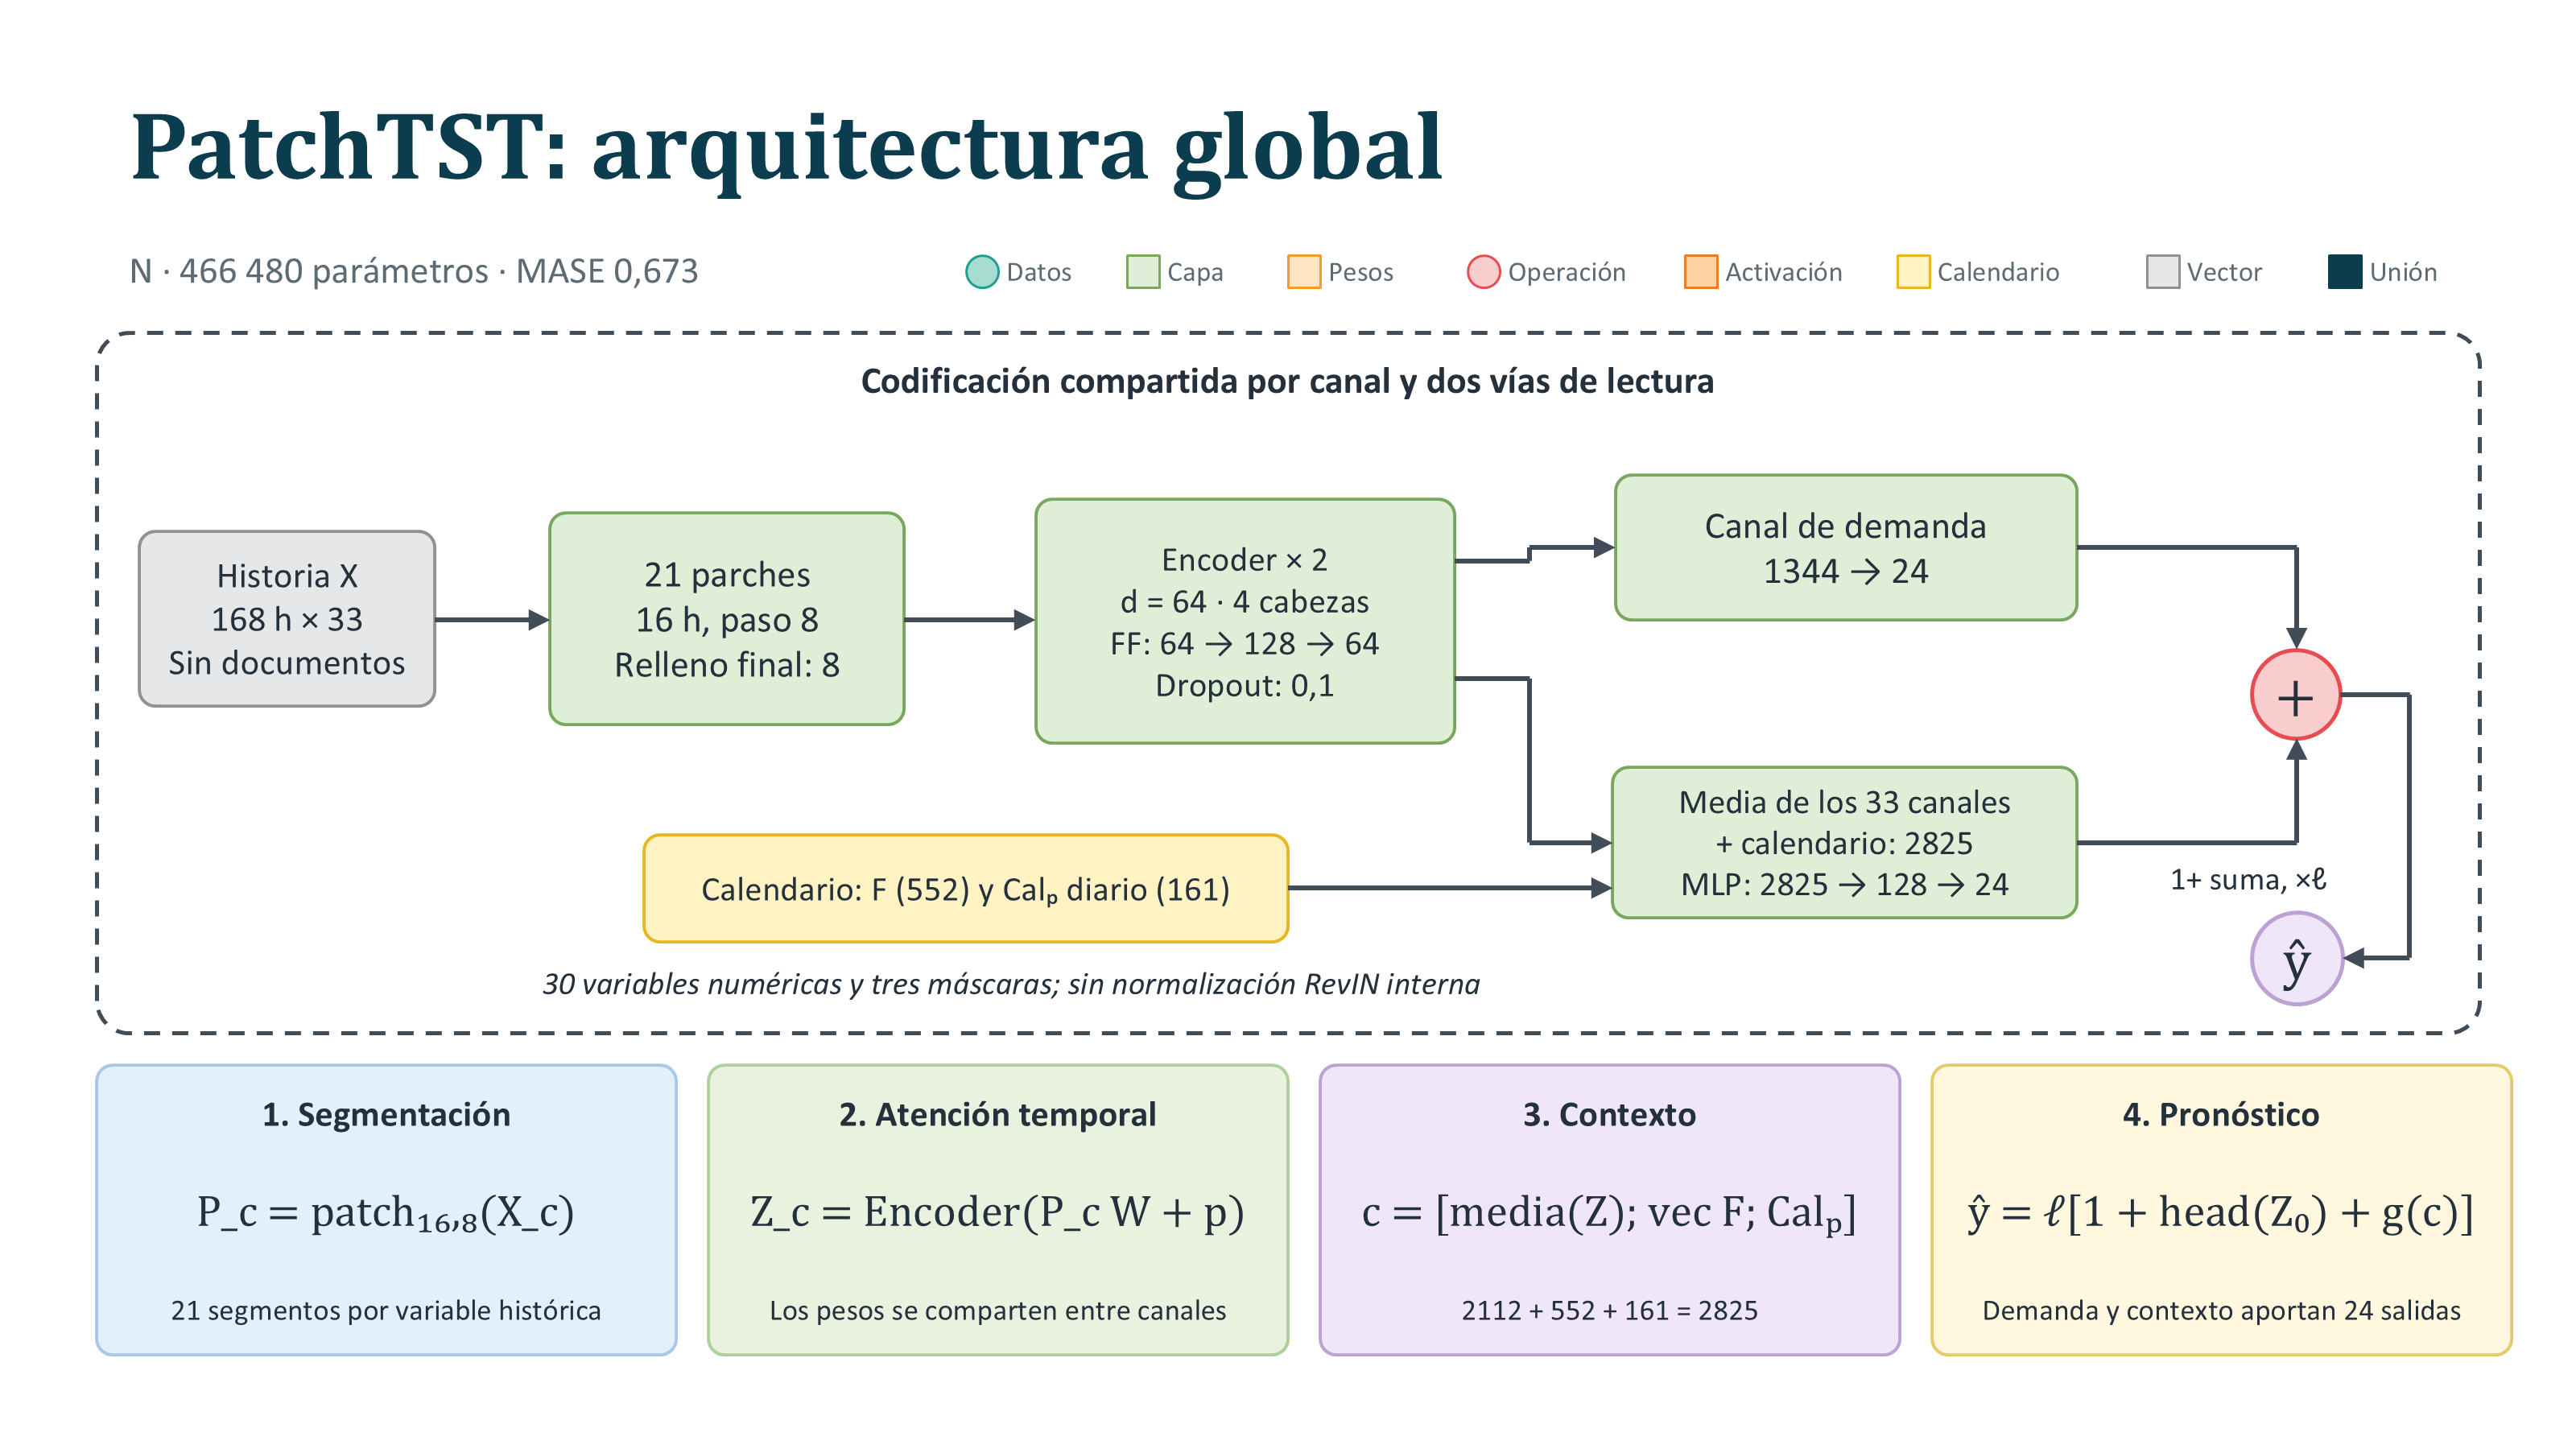 PatchTST: arquitectura global
N · 466 480 parámetros · MASE 0,673
Datos
Capa
Pesos
Operación
Activación
Calendario
Vector
Unión
Codificación compartida por canal y dos vías de lectura
Historia X
168 h × 33
Sin documentos
21 parches
16 h, paso 8
Relleno final: 8
Encoder × 2
d = 64 · 4 cabezas
FF: 64 → 128 → 64
Dropout: 0,1
Canal de demanda
1344 → 24
+
Media de los 33 canales
+ calendario: 2825
MLP: 2825 → 128 → 24
Calendario: F (552) y Calₚ diario (161)
1+ suma, ×ℓ
ŷ
30 variables numéricas y tres máscaras; sin normalización RevIN interna
1. Segmentación
P_c = patch₁₆,₈(X_c)
21 segmentos por variable histórica
2. Atención temporal
Z_c = Encoder(P_c W + p)
Los pesos se comparten entre canales
3. Contexto
c = [media(Z); vec F; Calₚ]
2112 + 552 + 161 = 2825
4. Pronóstico
ŷ = ℓ[1 + head(Z₀) + g(c)]
Demanda y contexto aportan 24 salidas